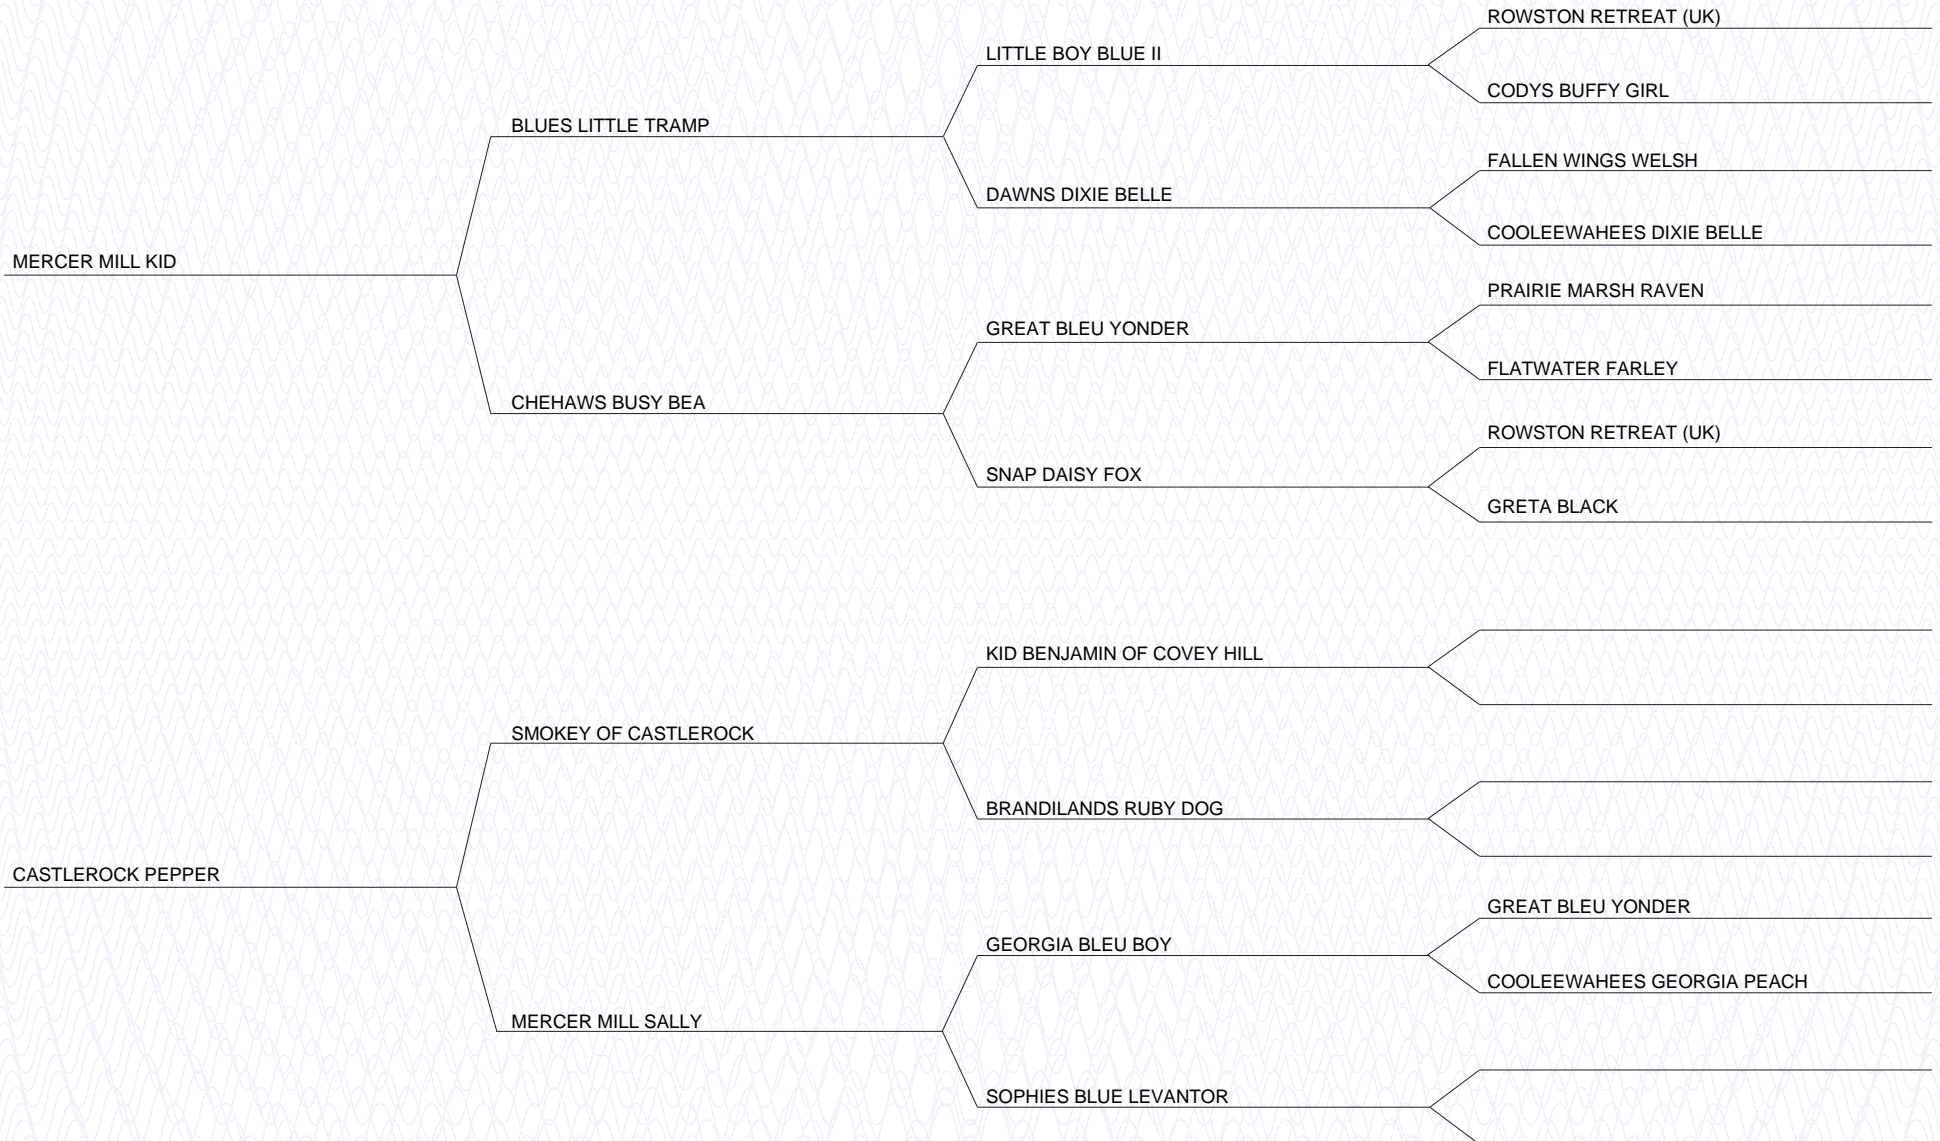 ROWSTON RETREAT (UK)
LITTLE BOY BLUE II
CODYS BUFFY GIRL
BLUES LITTLE TRAMP
FALLEN WINGS WELSH
DAWNS DIXIE BELLE
COOLEEWAHEES DIXIE BELLE
MERCER MILL KID
PRAIRIE MARSH RAVEN
GREAT BLEU YONDER
FLATWATER FARLEY
CHEHAWS BUSY BEA
ROWSTON RETREAT (UK)
SNAP DAISY FOX
GRETA BLACK
KID BENJAMIN OF COVEY HILL
SMOKEY OF CASTLEROCK
BRANDILANDS RUBY DOG
CASTLEROCK PEPPER
GREAT BLEU YONDER
GEORGIA BLEU BOY
COOLEEWAHEES GEORGIA PEACH
MERCER MILL SALLY
SOPHIES BLUE LEVANTOR